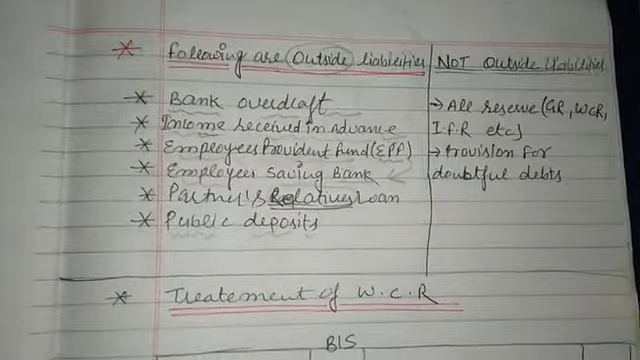 * Following are Outside liabilities
* Bank overdraft
* Income received in Advance
* Employees Provident Fund (EPF)
* Employees Saving Bank
* Partner's Relatives Loan
* Public deposits
NOT Outside liabilities
→ All reserve (GR, WCR,
I.F.R etc)
→ Provision for
doubtful debts
* Treatement of W.C.R
B|S